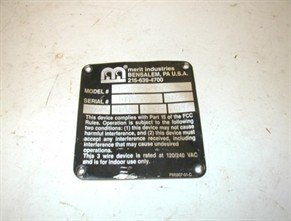 merit industries
BENSALEM, PA U.S.A.
215-639-4700
MODEL #
SERIAL #
This device complies with Part 15 of the FCC
Rules. Operation is subject to the following
two conditions: (1) this device may not cause
harmful interference, and (2) this device must
accept any interference received, including
interference that may cause undesired
operations.
This 3 wire device is rated at 120/240 VAC
and is for indoor use only.